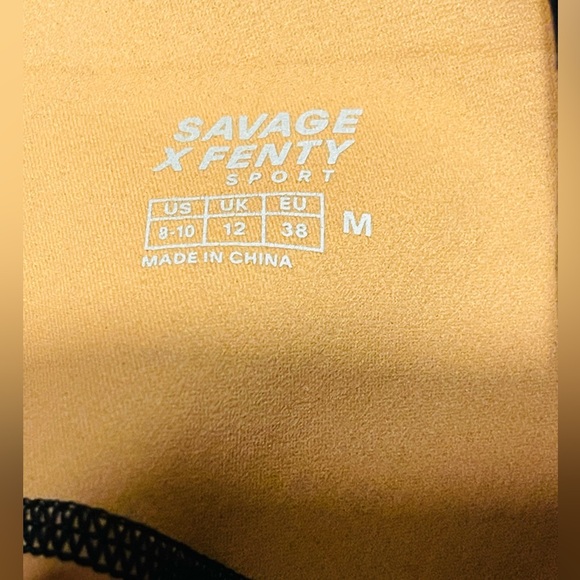 SAVAGE
X FENTY
SPORT
US UK EU
8-10 12 38 M
MADE IN CHINA